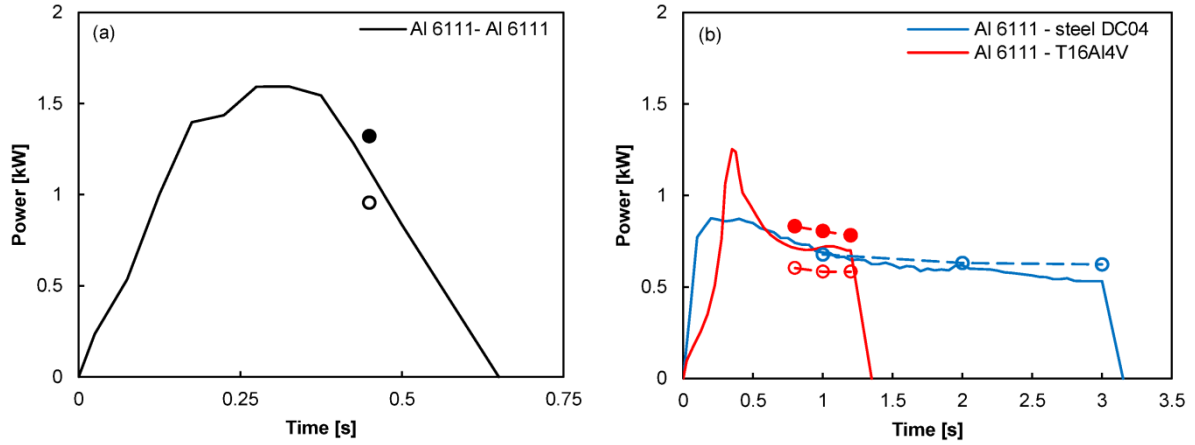 (a)
Al 6111- Al 6111
Power [kW]
2
1.5
1
0.5
0
0
0.25
0.5
0.75
Time [s]
(b)
Al 6111 - steel DC04
Al 6111 - T16Al4V
Power [kW]
2
1.5
1
0.5
0
0
0.5
1
1.5
2
2.5
3
3.5
Time [s]